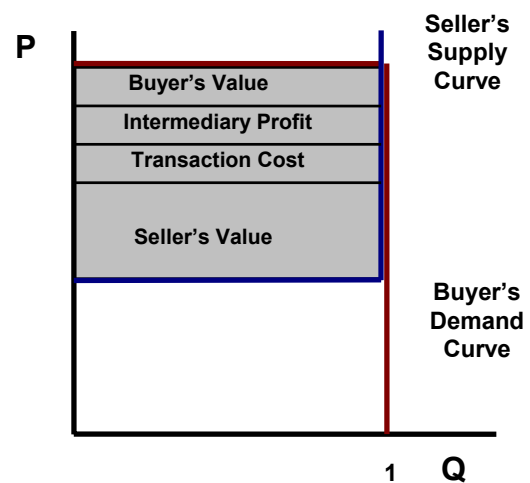 P
Seller’s
Supply
Curve
Buyer’s Value
Intermediary Profit
Transaction Cost
Seller’s Value
Buyer’s
Demand
Curve
1
Q